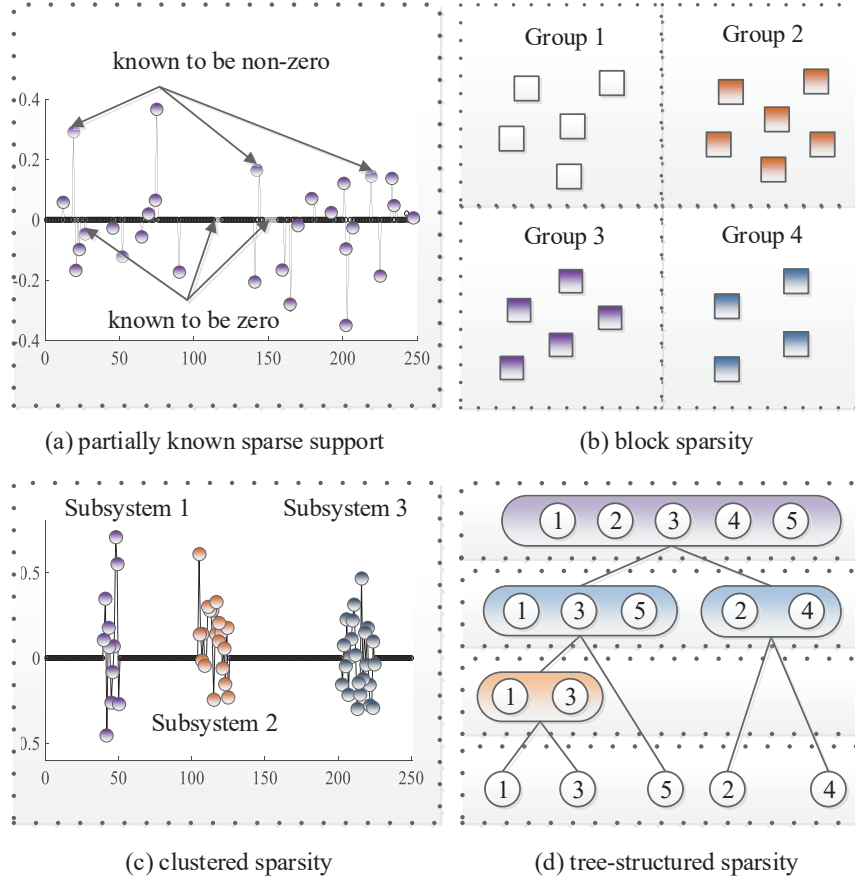 known to be non-zero
0.4
0.2
0
0.2
0.4
known to be zero
0 50 100 150 200 250
(a) partially known sparse support
Group 1 Group 2
Group 3 Group 4
(b) block sparsity
Subsystem 1 Subsystem 3
0.5
0
0.5
Subsystem 2
0 50 100 150 200 250
(c) clustered sparsity
1 2 3 4 5
1 3 5 2 4
1 3
1 3 5 2 4
(d) tree-structured sparsity